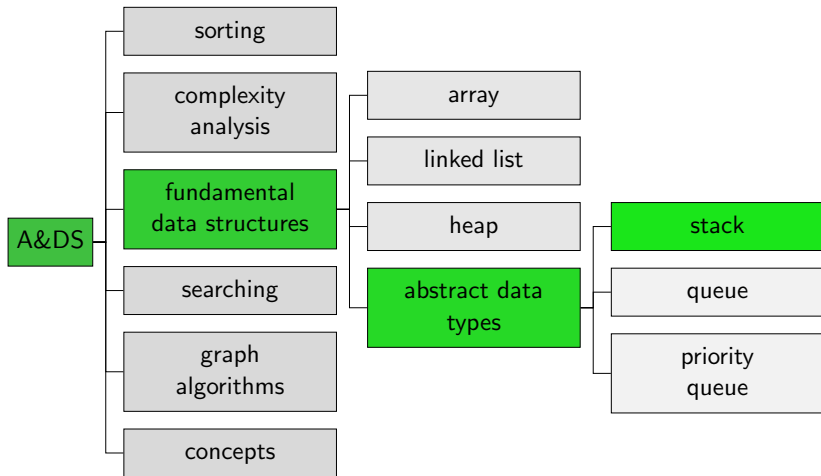 A&DS
sorting
complexity
analysis
fundamental
data structures
searching
graph
algorithms
concepts
array
linked list
heap
abstract data
types
stack
queue
priority
queue